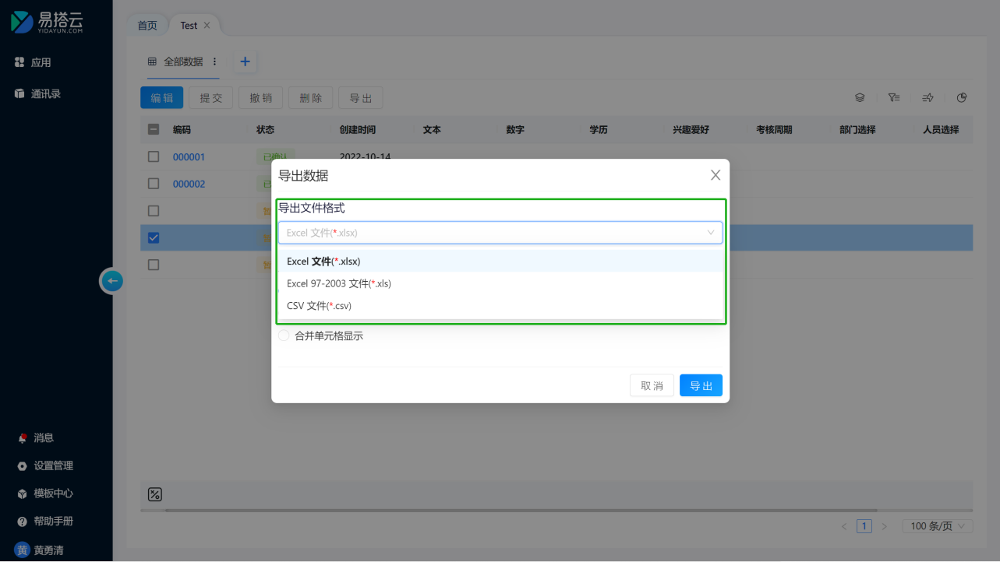 易搭云
YIDAYUN.COM
首页
Test
应用
全部数据
通讯录
编辑
提交
撤销
删除
导出
编码
状态
创建时间
文本
数字
学历
兴趣爱好
考核周期
部门选择
人员选择
000001
已确认
2022-10-14
000002
已
暂
暂
暂
导出数据
导出文件格式
Excel 文件(*.xlsx)
Excel 文件(*.xlsx)
Excel 97-2003 文件(*.xls)
CSV 文件(*.csv)
合并单元格显示
取消
导出
消息
设置管理
模板中心
帮助手册
黄
黄勇清
1
100 条/页